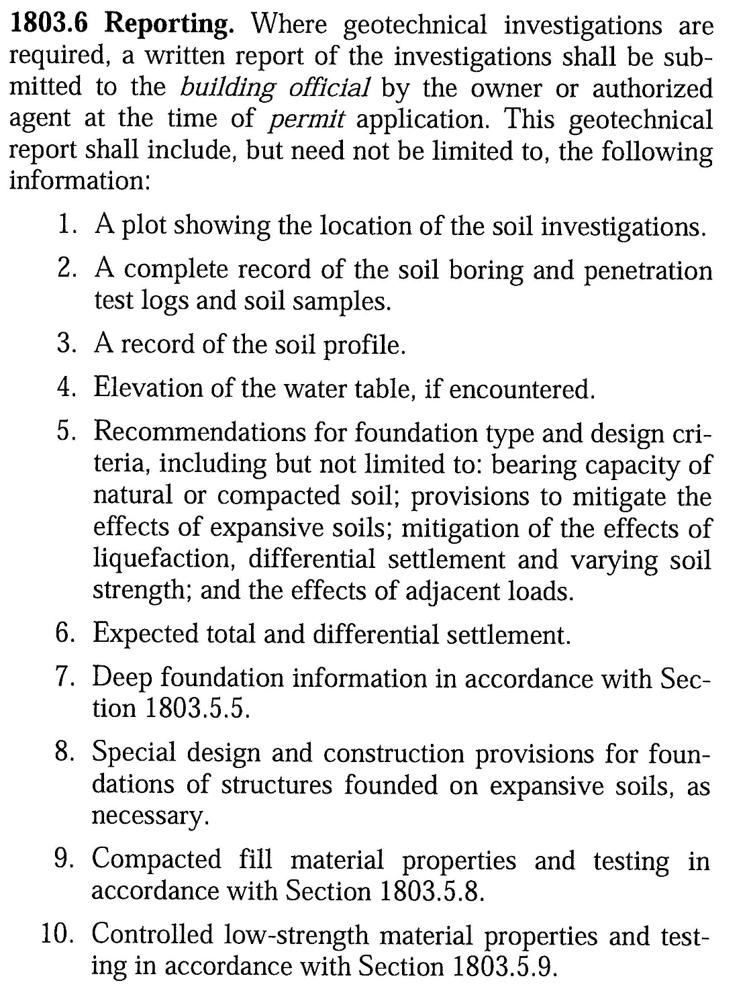 1803.6 Reporting. Where geotechnical investigations are
required, a written report of the investigations shall be sub-
mitted to the building official by the owner or authorized
agent at the time of permit application. This geotechnical
report shall include, but need not be limited to, the following
information:
1. A plot showing the location of the soil investigations.
2. A complete record of the soil boring and penetration
test logs and soil samples.
3. A record of the soil profile.
4. Elevation of the water table, if encountered.
5. Recommendations for foundation type and design cri-
teria, including but not limited to: bearing capacity of
natural or compacted soil; provisions to mitigate the
effects of expansive soils; mitigation of the effects of
liquefaction, differential settlement and varying soil
strength; and the effects of adjacent loads.
6. Expected total and differential settlement.
7. Deep foundation information in accordance with Sec-
tion 1803.5.5.
8. Special design and construction provisions for foun-
dations of structures founded on expansive soils, as
necessary.
9. Compacted fill material properties and testing in
accordance with Section 1803.5.8.
10. Controlled low-strength material properties and test-
ing in accordance with Section 1803.5.9.